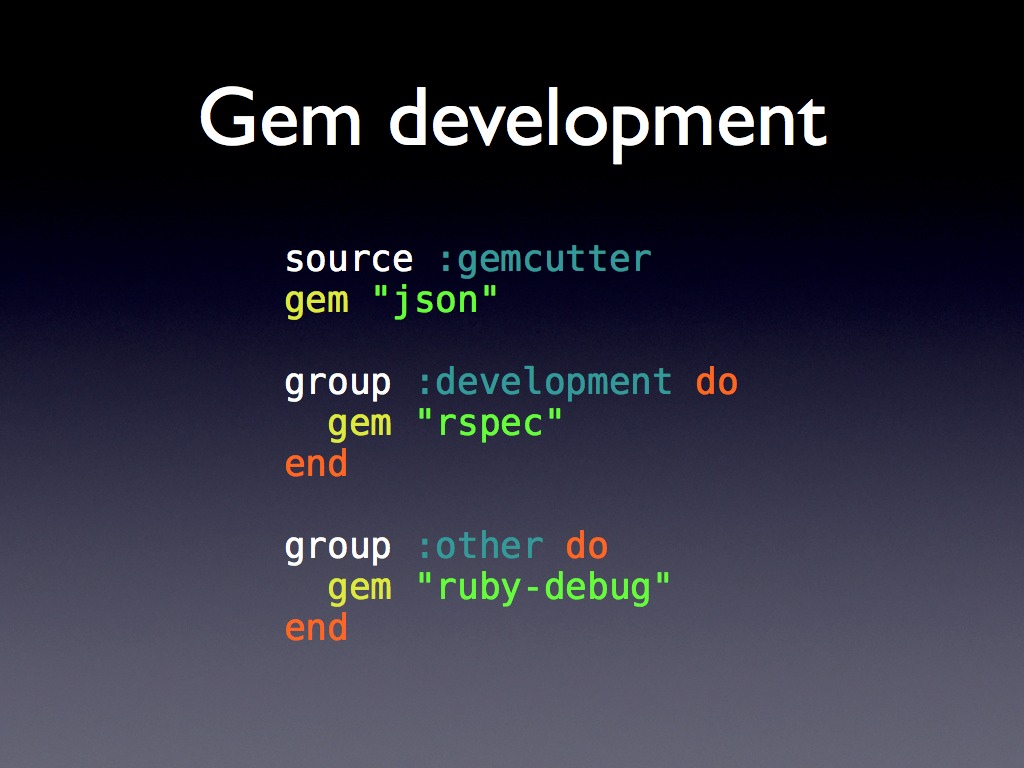 Gem development
source :gemcutter
gem "json"
group :development do
  gem "rspec"
end
group :other do
  gem "ruby-debug"
end